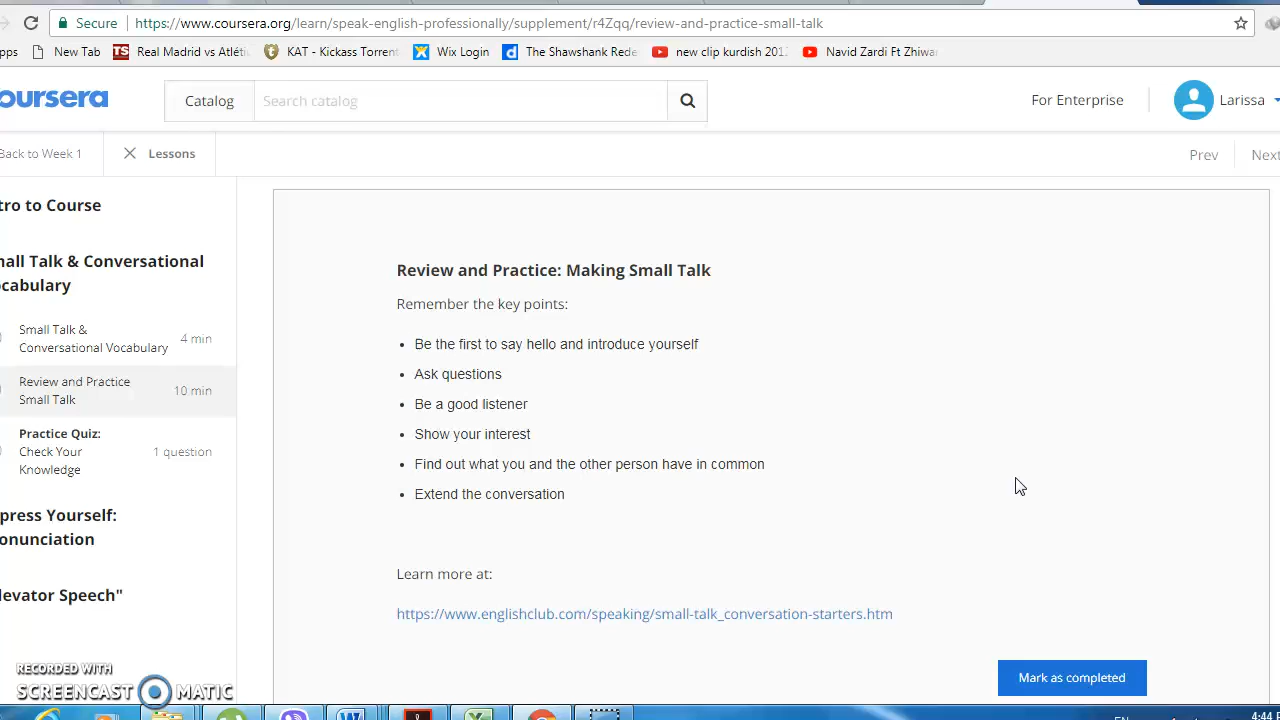 Secure https://www.coursera.org/learn/speak-english-professionally/supplement/r4Zqq/review-and-practice-small-talk
pps New Tab TS Real Madrid vs Atléti KAT - Kickass Torrent Wix Login d The Shawshank Rede new clip kurdish 201 Navid Zardi Ft Zhiwar
oursera Catalog Search catalog For Enterprise Larissa
Back to Week 1 Lessons Prev Next
tro to Course
mall Talk & Conversational
ocabulary
Small Talk &
Conversational Vocabulary 4 min
Review and Practice
Small Talk 10 min
Practice Quiz:
Check Your
Knowledge 1 question
press Yourself:
onunciation
levator Speech"
Review and Practice: Making Small Talk
Remember the key points:
• Be the first to say hello and introduce yourself
• Ask questions
• Be a good listener
• Show your interest
• Find out what you and the other person have in common
• Extend the conversation
Learn more at:
https://www.englishclub.com/speaking/small-talk_conversation-starters.htm
Mark as completed
RECORDED WITH
SCREENCAST MATIC
EN 4:44 P